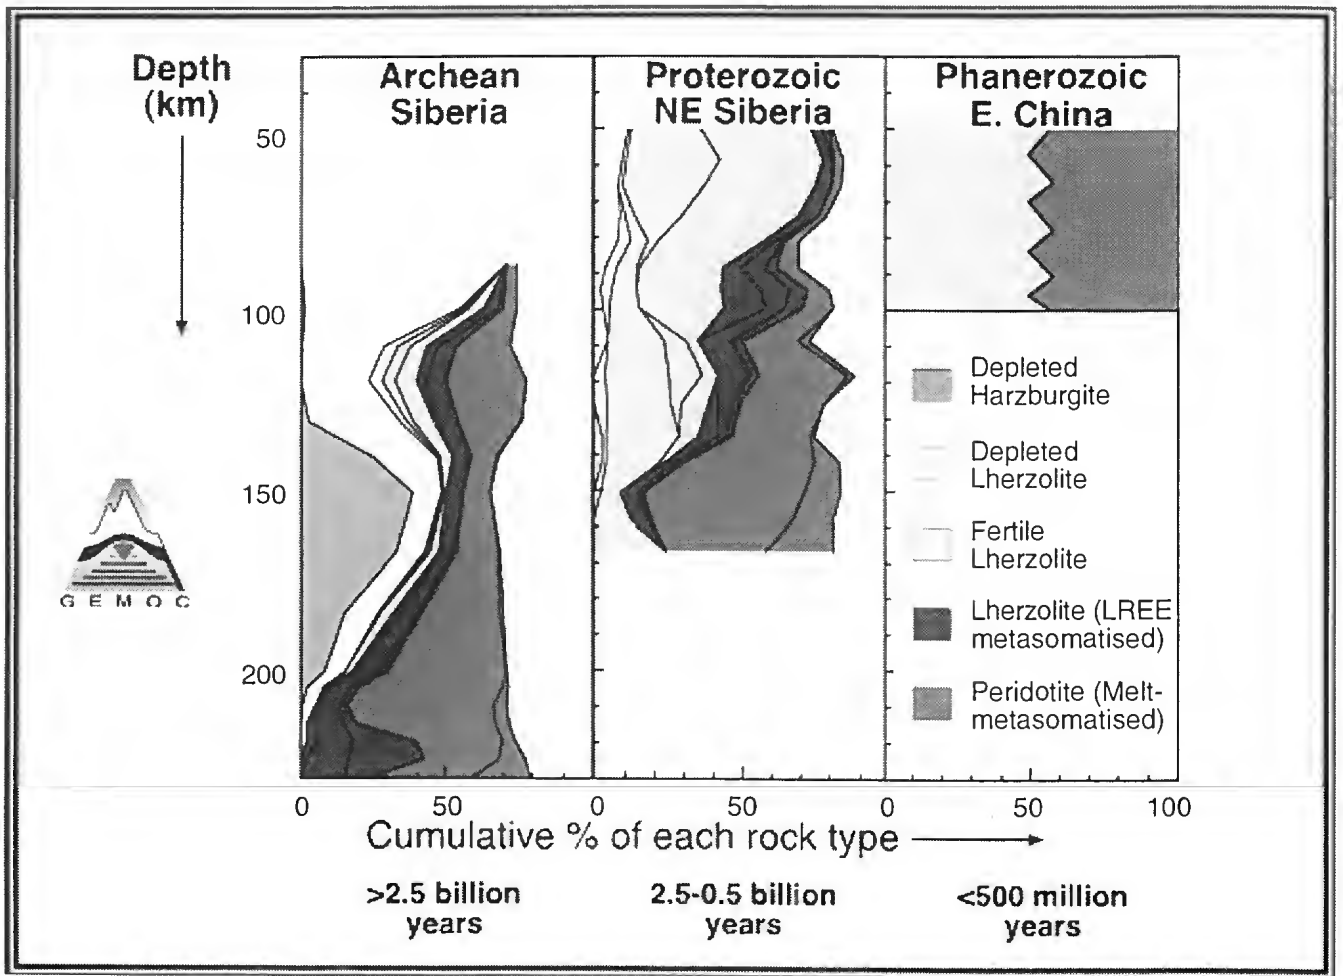 Depth
(km)
Archean
Siberia
Proterozoic
NE Siberia
Phanerozoic
E. China
50
100
150
200
Depleted
Harzburgite
Depleted
Lherzolite
Fertile
Lherzolite
Lherzolite (LREE
metasomatised)
Peridotite (Melt-
metasomatised)
G E M O C
0
50
0
50
0
50
100
Cumulative % of each rock type
>2.5 billion
years
2.5-0.5 billion
years
<500 million
years